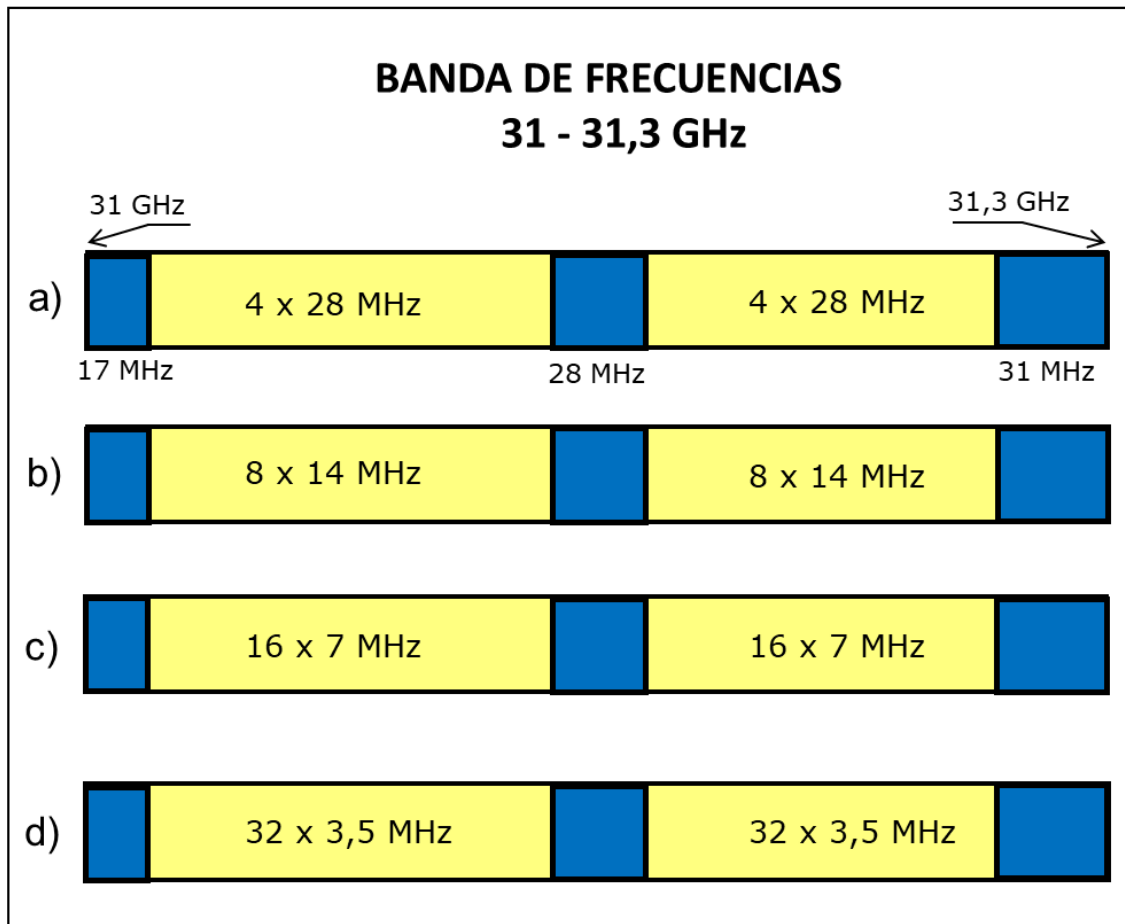 BANDA DE FRECUENCIAS
31 - 31,3 GHz
31 GHz
31,3 GHz
a)
4 x 28 MHz
4 x 28 MHz
17 MHz
28 MHz
31 MHz
b)
8 x 14 MHz
8 x 14 MHz
c)
16 x 7 MHz
16 x 7 MHz
d)
32 x 3,5 MHz
32 x 3,5 MHz